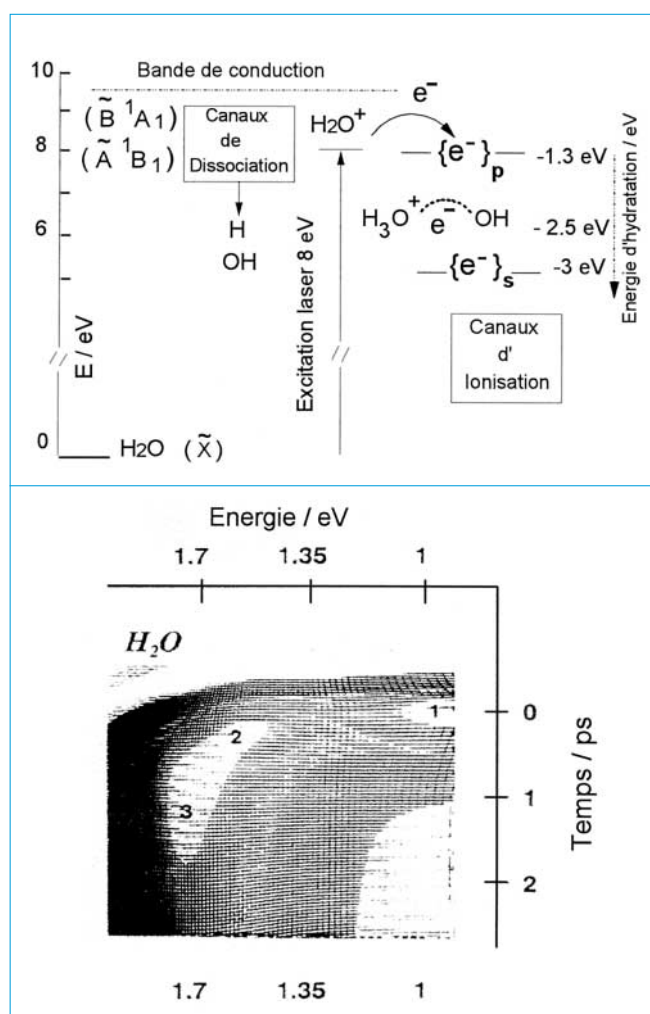 10
Bande de conduction
e⁻
(B̃ ¹A₁)
Canaux
de
Dissociation
H₂O⁺
8
(Ã ¹B₁)
{e⁻}ₚ
-1.3 eV
H₃O⁺ e⁻ OH
- 2.5 eV
6
H
OH
{e⁻}ₛ
-3 eV
Energie d'hydratation / eV
E / eV
Excitation laser 8 eV
Canaux
d'
Ionisation
0
H2O (X̃)
Energie / eV
1.7 1.35 1
H₂O
1
0
2
3
1
2
Temps / ps
1.7 1.35 1